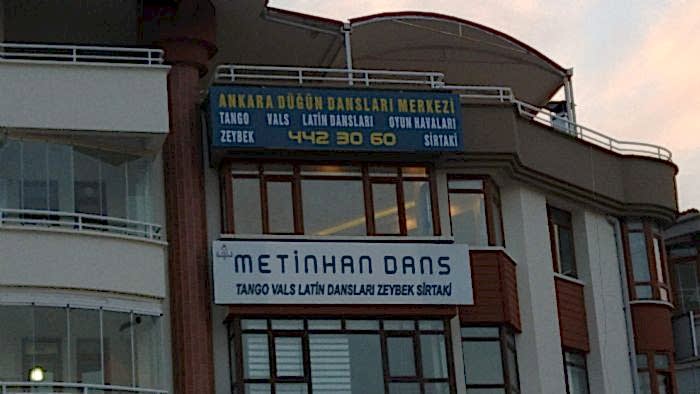 ANKARA DÜĞÜN DANSLARI MERKEZİ
TANGO VALS LATİN DANSLARI OYUN HAVALARI
ZEYBEK 442 30 60 SİRTAKİ
METİNHAN DANS
TANGO VALS LATİN DANSLARI ZEYBEK SİRTAKİ